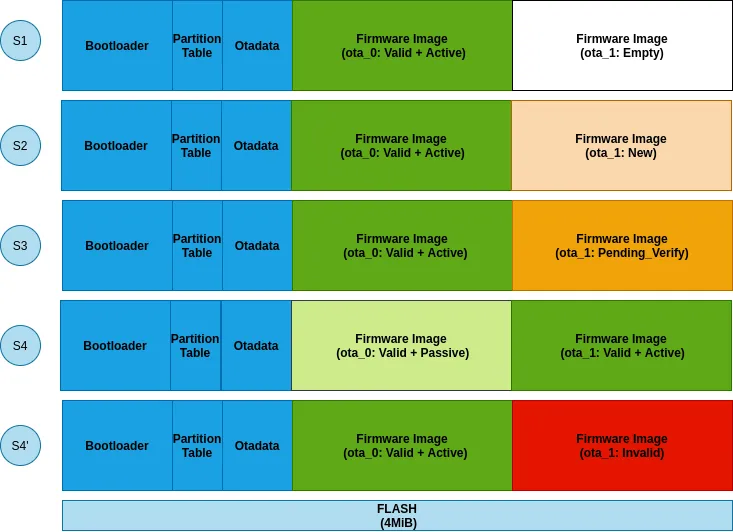 S1
Bootloader
Partition
Table
Otadata
Firmware Image
(ota_0: Valid + Active)
Firmware Image
(ota_1: Empty)
S2
Bootloader
Partition
Table
Otadata
Firmware Image
(ota_0: Valid + Active)
Firmware Image
(ota_1: New)
S3
Bootloader
Partition
Table
Otadata
Firmware Image
(ota_0: Valid + Active)
Firmware Image
(ota_1: Pending_Verify)
S4
Bootloader
Partition
Table
Otadata
Firmware Image
(ota_0: Valid + Passive)
Firmware Image
(ota_1: Valid + Active)
S4'
Bootloader
Partition
Table
Otadata
Firmware Image
(ota_0: Valid + Active)
Firmware Image
(ota_1: Invalid)
FLASH
(4MiB)